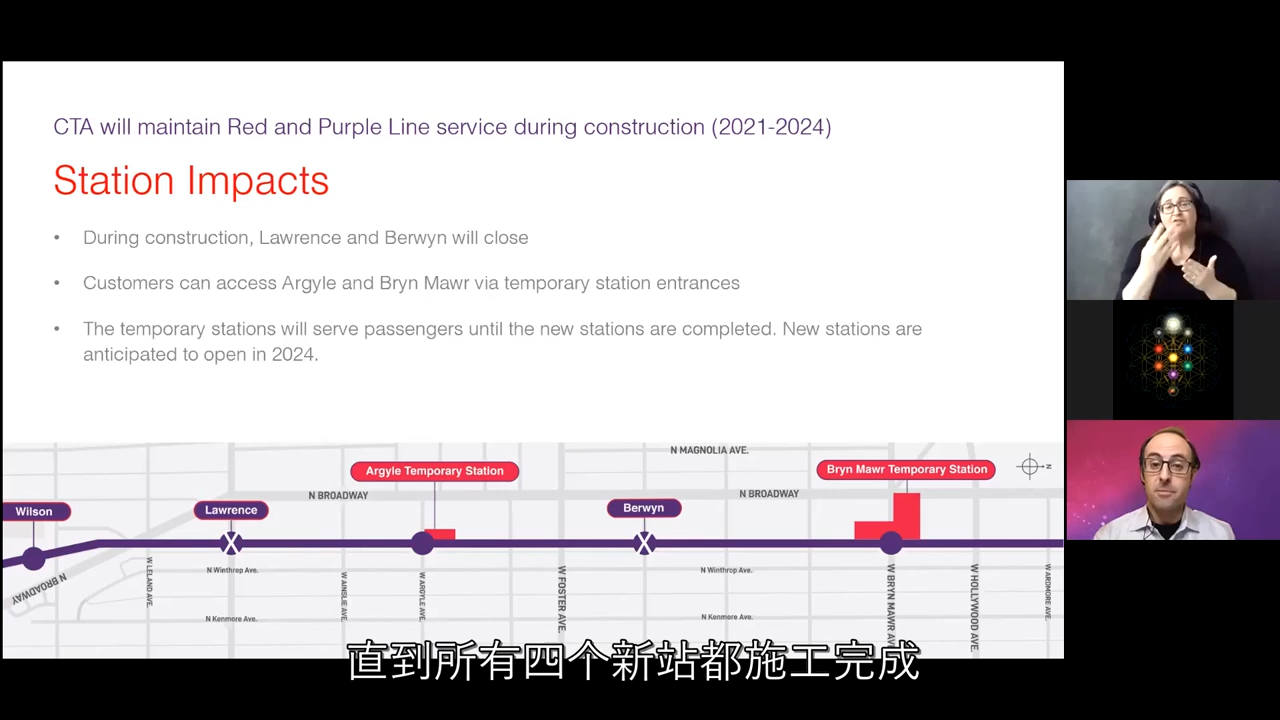 CTA will maintain Red and Purple Line service during construction (2021-2024)
Station Impacts
• During construction, Lawrence and Berwyn will close
• Customers can access Argyle and Bryn Mawr via temporary station entrances
• The temporary stations will serve passengers until the new stations are completed. New stations are
anticipated to open in 2024.
N MAGNOLIA AVE.
Argyle Temporary Station
Bryn Mawr Temporary Station
N
N BROADWAY
N BROADWAY
Wilson
Lawrence
Berwyn
X
X
N BROADWAY
W LELAND AVE.
N Winthrop Ave.
W AINSLIE AVE.
W ARGYLE AVE.
W FOSTER AVE.
N Winthrop Ave.
W BRYN MAWR AV
W HOLLYWOOD AVE.
W ARDMORE AVE.
N Kenmore Ave.
N Kenmore Ave.
直到所有四个新站都施工完成